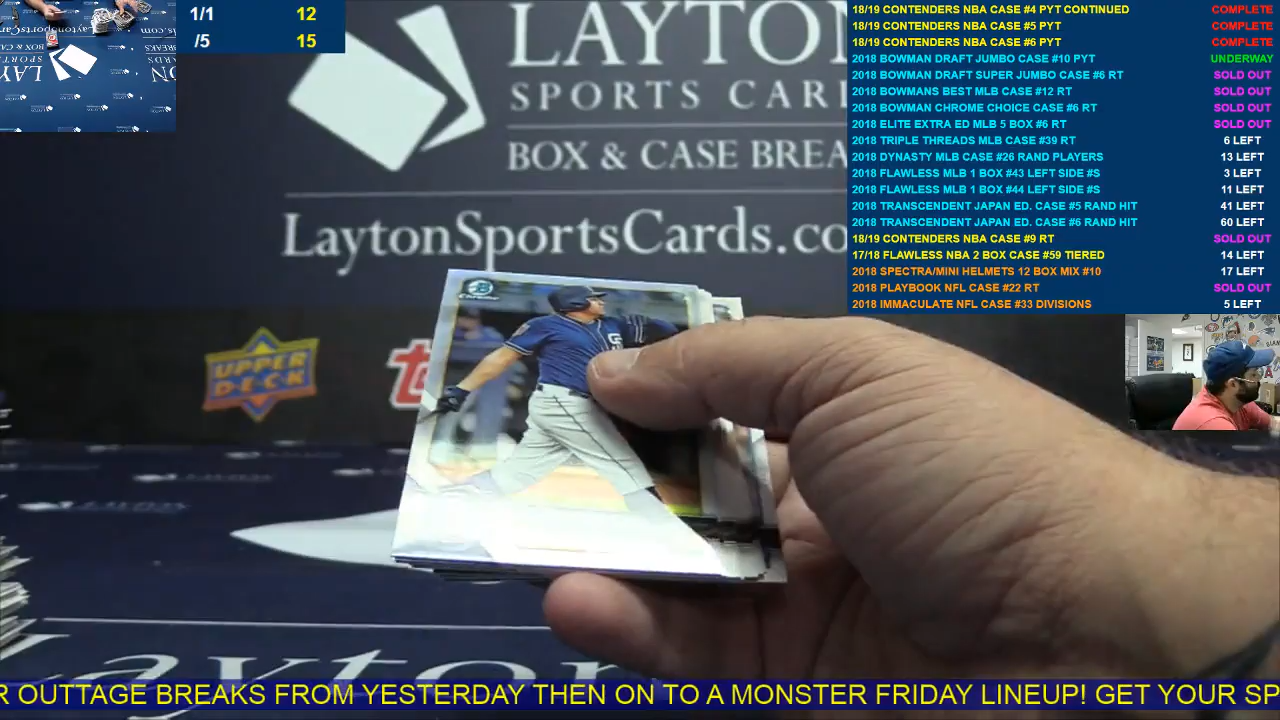 1/1 12
/5 15
LAYTON
SPORTS CARDS
BOX & CASE BREA
LaytonSportsCards.co
18/19 CONTENDERS NBA CASE #4 PYT CONTINUED COMPLETE
18/19 CONTENDERS NBA CASE #5 PYT COMPLETE
18/19 CONTENDERS NBA CASE #6 PYT COMPLETE
2018 BOWMAN DRAFT JUMBO CASE #10 PYT UNDERWAY
2018 BOWMAN DRAFT SUPER JUMBO CASE #6 RT SOLD OUT
2018 BOWMANS BEST MLB CASE #12 RT SOLD OUT
2018 BOWMAN CHROME CHOICE CASE #6 RT SOLD OUT
2018 ELITE EXTRA ED MLB 5 BOX #6 RT SOLD OUT
2018 TRIPLE THREADS MLB CASE #39 RT 6 LEFT
2018 DYNASTY MLB CASE #26 RAND PLAYERS 13 LEFT
2018 FLAWLESS MLB 1 BOX #43 LEFT SIDE #S 3 LEFT
2018 FLAWLESS MLB 1 BOX #44 LEFT SIDE #S 11 LEFT
2018 TRANSCENDENT JAPAN ED. CASE #5 RAND HIT 41 LEFT
2018 TRANSCENDENT JAPAN ED. CASE #6 RAND HIT 60 LEFT
18/19 CONTENDERS NBA CASE #9 RT SOLD OUT
17/18 FLAWLESS NBA 2 BOX CASE #59 TIERED 14 LEFT
2018 SPECTRA/MINI HELMETS 12 BOX MIX #10 17 LEFT
2018 PLAYBOOK NFL CASE #22 RT SOLD OUT
2018 IMMACULATE NFL CASE #33 DIVISIONS 5 LEFT
UPPER
DECK
Layton
R OUTTAGE BREAKS FROM YESTERDAY THEN ON TO A MONSTER FRIDAY LINEUP! GET YOUR SP